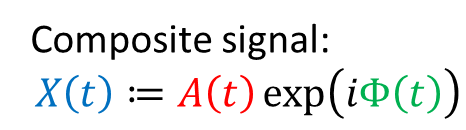 Composite signal:
X(t) ≔ A(t) exp(iΦ(t))